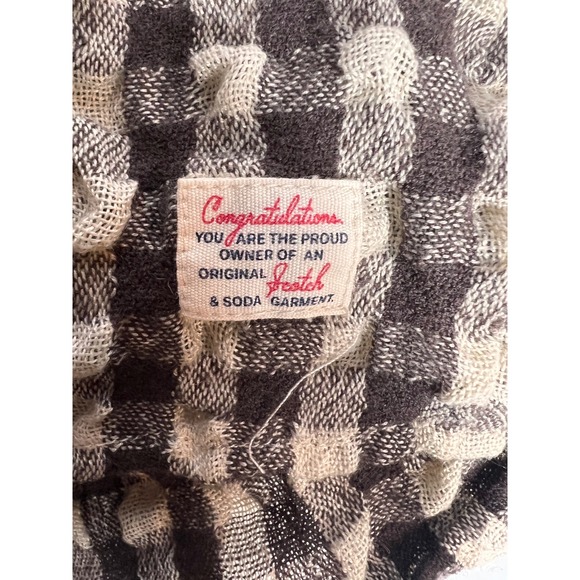 Congratulations.
YOU ARE THE PROUD
OWNER OF AN
ORIGINAL Scotch
& SODA GARMENT.